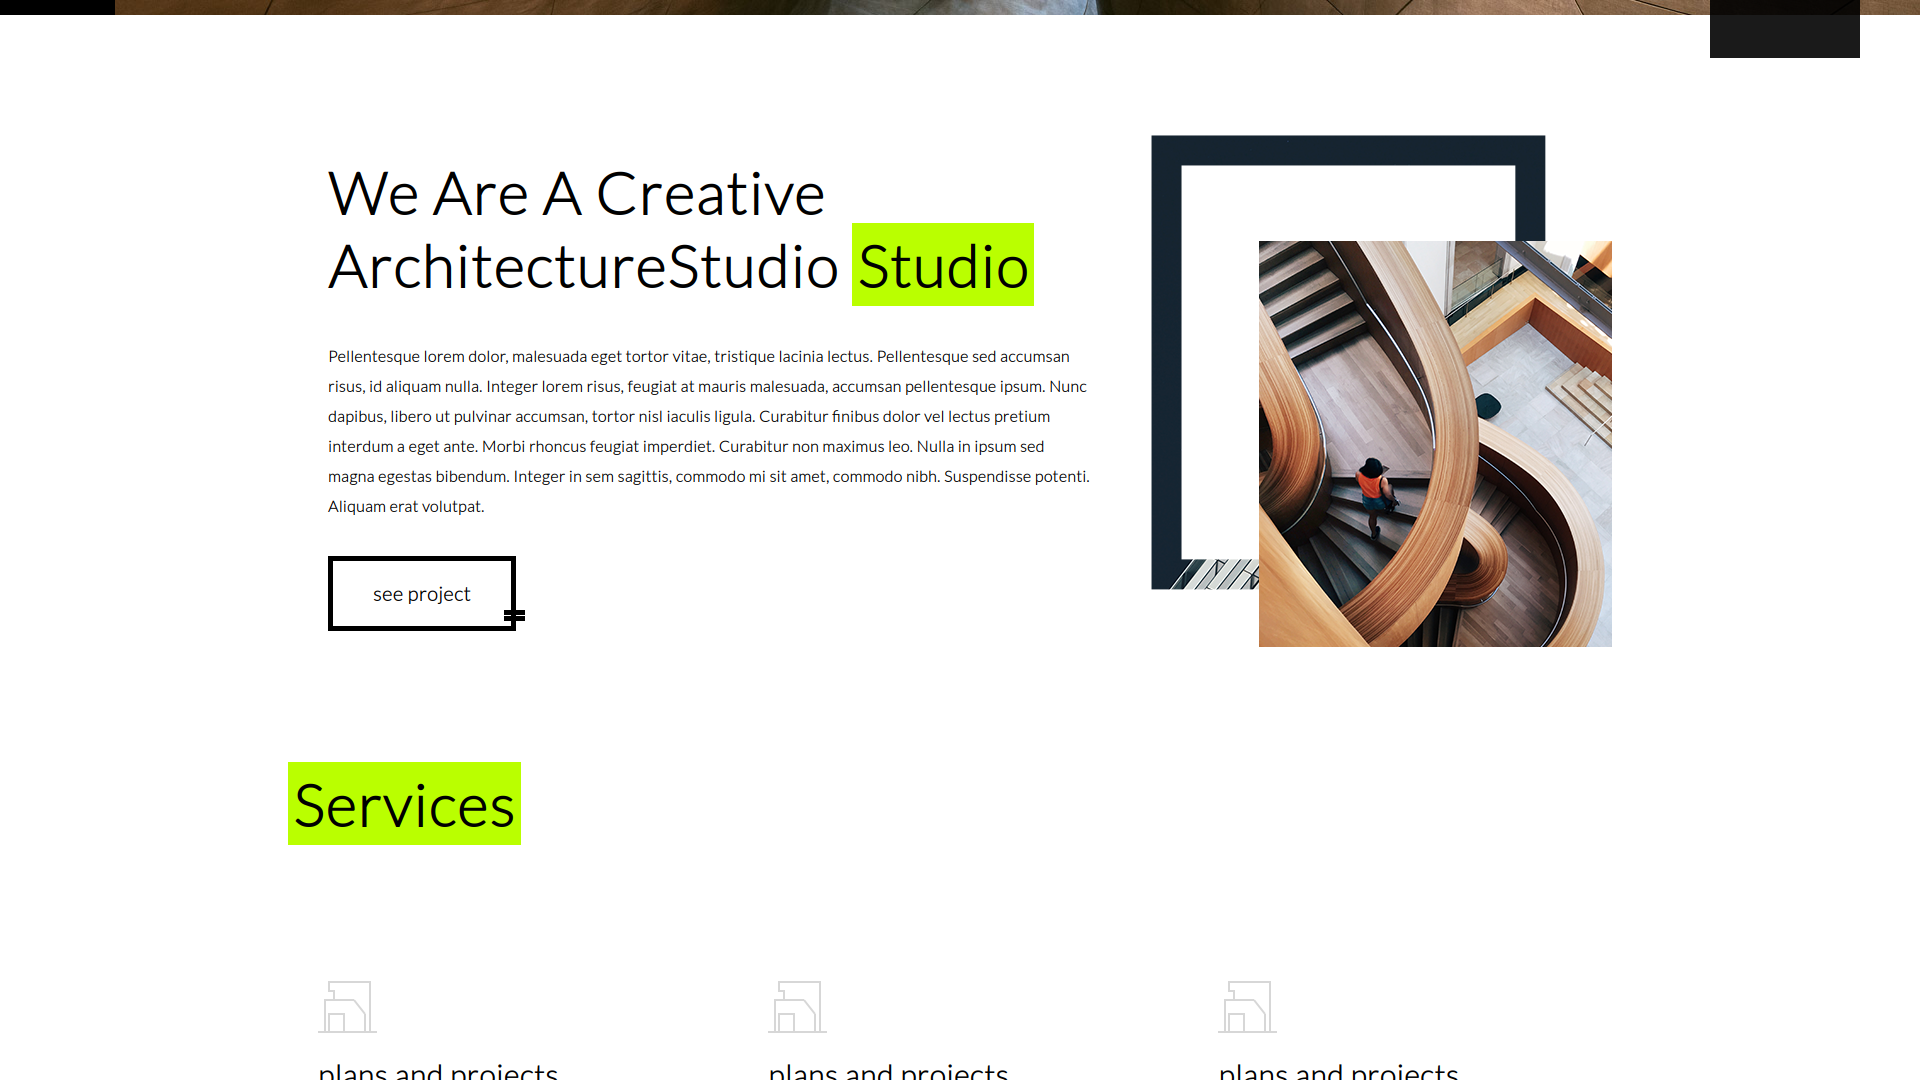 We Are A Creative
ArchitectureStudio Studio
Pellentesque lorem dolor, malesuada eget tortor vitae, tristique lacinia lectus. Pellentesque sed accumsan
risus, id aliquam nulla. Integer lorem risus, feugiat at mauris malesuada, accumsan pellentesque ipsum. Nunc
dapibus, libero ut pulvinar accumsan, tortor nisl iaculis ligula. Curabitur finibus dolor vel lectus pretium
interdum a eget ante. Morbi rhoncus feugiat imperdiet. Curabitur non maximus leo. Nulla in ipsum sed
magna egestas bibendum. Integer in sem sagittis, commodo mi sit amet, commodo nibh. Suspendisse potenti.
Aliquam erat volutpat.
see project
Services
plans and projects
plans and projects
plans and projects